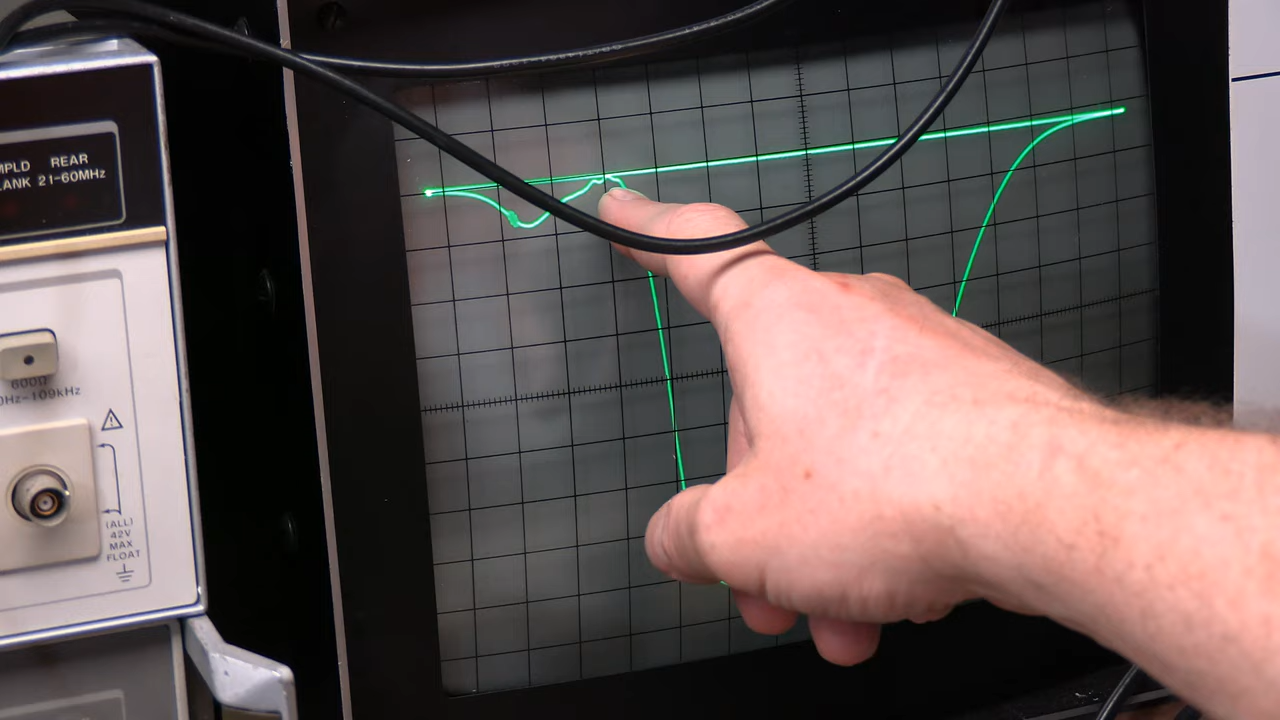 MPLD REAR
LANK 21-60MHz
600Ω
0Hz-109kHz
(ALL)
42V
MAX
FLOAT